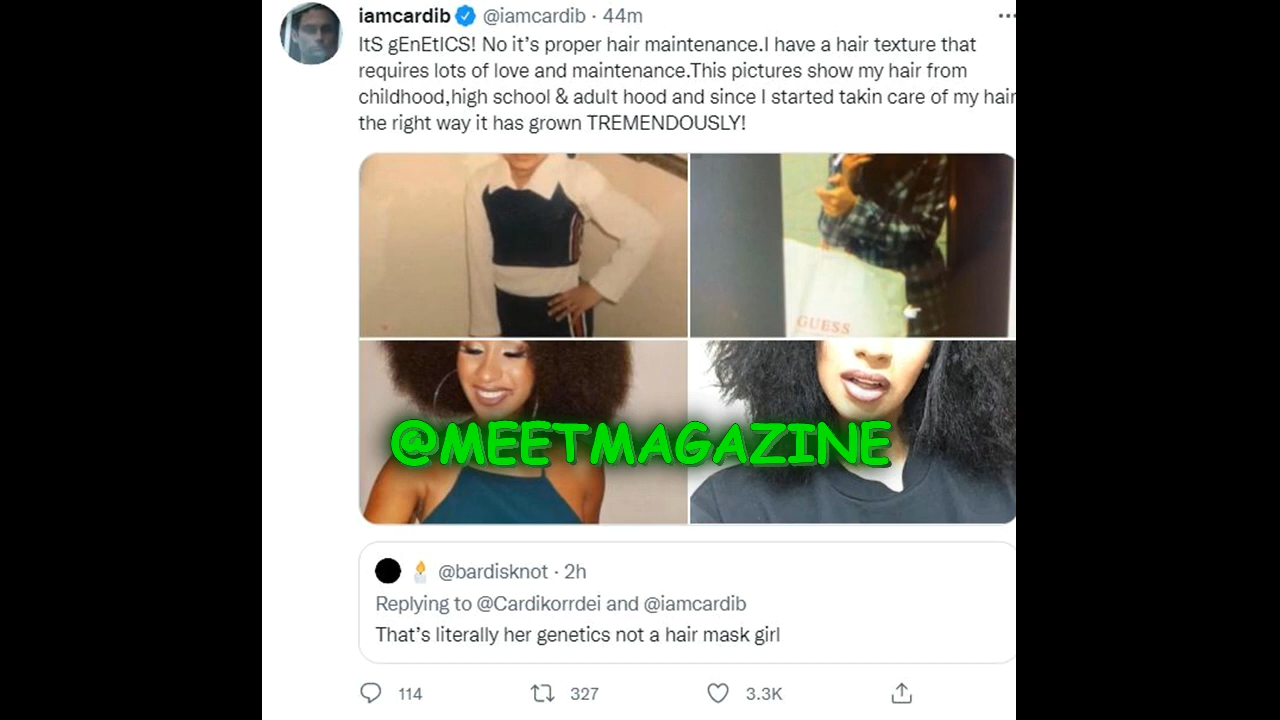 iamcardib @iamcardib · 44m
ItS gEnEtICS! No it’s proper hair maintenance.I have a hair texture that
requires lots of love and maintenance.This pictures show my hair from
childhood,high school & adult hood and since I started takin care of my hair
the right way it has grown TREMENDOUSLY!
GUESS
@MEETMAGAZINE
@bardisknot · 2h
Replying to @Cardikorrdei and @iamcardib
That’s literally her genetics not a hair mask girl
114 327 3.3K